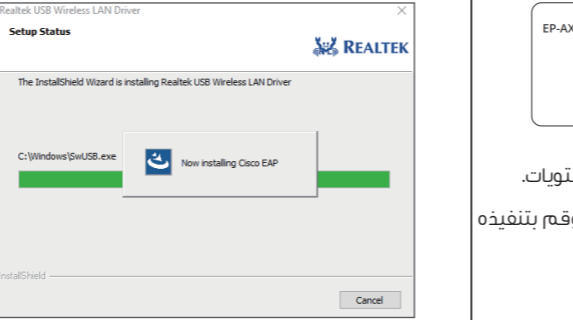 Realtek USB Wireless LAN Driver
Setup Status
REALTEK
The InstallShield Wizard is installing Realtek USB Wireless LAN Driver
C:\Windows\SwUSB.exe
Now installing Cisco EAP
InstallShield
Cancel
EP-AX
وقم بتنفيذه